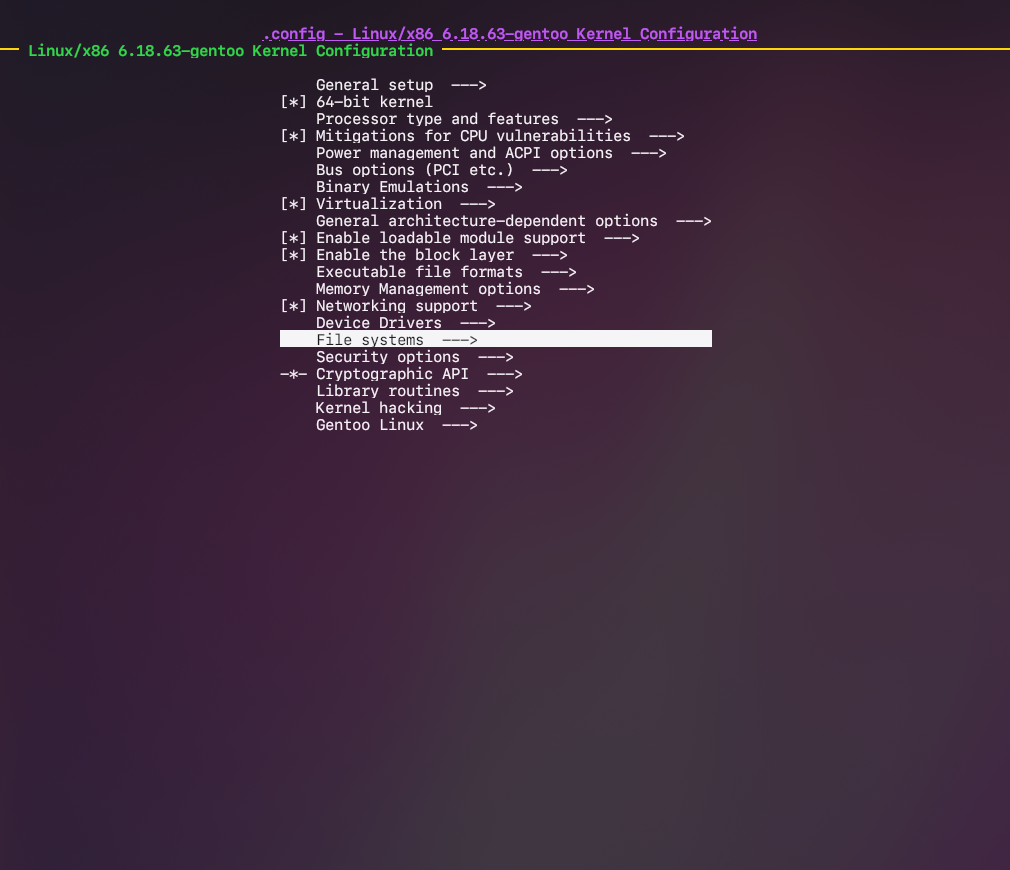 .config - Linux/x86 6.18.63-gentoo Kernel Configuration
Linux/x86 6.18.63-gentoo Kernel Configuration
General setup  --->
[*] 64-bit kernel
Processor type and features  --->
[*] Mitigations for CPU vulnerabilities  --->
Power management and ACPI options  --->
Bus options (PCI etc.)  --->
Binary Emulations  --->
[*] Virtualization  --->
General architecture-dependent options  --->
[*] Enable loadable module support  --->
[*] Enable the block layer  --->
Executable file formats  --->
Memory Management options  --->
[*] Networking support  --->
Device Drivers  --->
File systems  --->
Security options  --->
-*- Cryptographic API  --->
Library routines  --->
Kernel hacking  --->
Gentoo Linux  --->